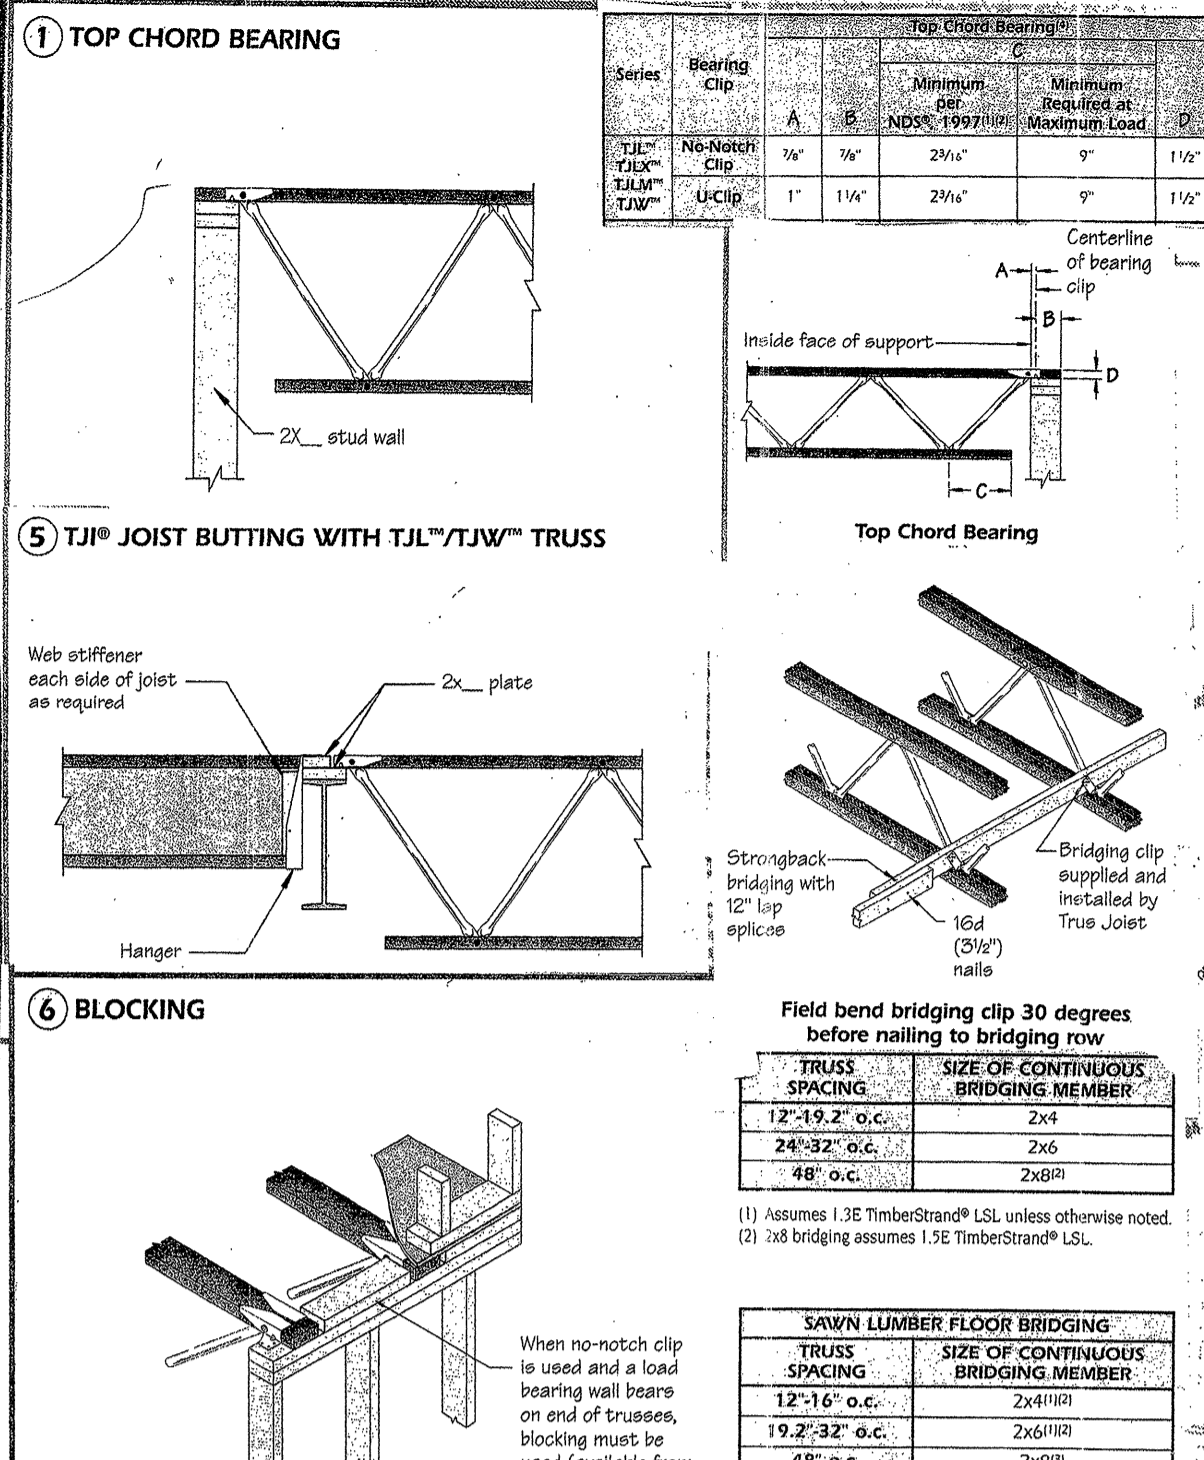 1 TOP CHORD BEARING
2X__ stud wall
Top Chord Bearing(4)
Series
Bearing
Clip
A
B
C
Minimum
per
NDS®, 1997(1)(2)
Minimum
Required at
Maximum Load
D
TJL™
TJLX™
TJLM™
TJW™
No-Notch
Clip
7/8"
7/8"
2 3/16"
9"
1 1/2"
U-Clip
1"
1 1/4"
2 3/16"
9"
1 1/2"
Centerline
of bearing
clip
A
B
Inside face of support
D
C
Top Chord Bearing
5 TJI® JOIST BUTTING WITH TJL™/TJW™ TRUSS
Web stiffener
each side of joist
as required
2x__ plate
Hanger
Strongback
bridging with
12" lap
splices
16d
(3 1/2")
nails
Bridging clip
supplied and
installed by
Trus Joist
6 BLOCKING
When no-notch clip
is used and a load
bearing wall bears
on end of trusses,
blocking must be
Field bend bridging clip 30 degrees
before nailing to bridging row
TRUSS
SPACING
SIZE OF CONTINUOUS
BRIDGING MEMBER
12"-19.2" o.c. 2x4
24"-32" o.c. 2x6
48" o.c. 2x8(2)
(1) Assumes 1.3E TimberStrand® LSL unless otherwise noted.
(2) 2x8 bridging assumes 1.5E TimberStrand® LSL.
SAWN LUMBER FLOOR BRIDGING
TRUSS
SPACING
SIZE OF CONTINUOUS
BRIDGING MEMBER
12"-16" o.c. 2x4(1)(2)
19.2"-32" o.c. 2x6(1)(2)